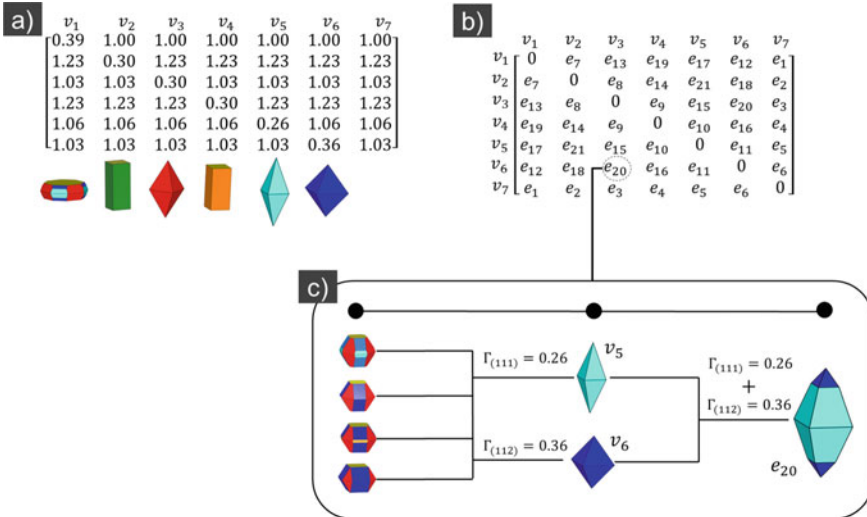 a)
v₁ v₂ v₃ v₄ v₅ v₆ v₇
0.39 1.00 1.00 1.00 1.00 1.00 1.00
1.23 0.30 1.23 1.23 1.23 1.23 1.23
1.03 1.03 0.30 1.03 1.03 1.03 1.03
1.23 1.23 1.23 0.30 1.23 1.23 1.23
1.06 1.06 1.06 1.06 0.26 1.06 1.06
1.03 1.03 1.03 1.03 1.03 0.36 1.03
b)
v₁ v₂ v₃ v₄ v₅ v₆ v₇
v₁ 0 e₇ e₁₃ e₁₉ e₁₇ e₁₂ e₁
v₂ e₇ 0 e₈ e₁₄ e₂₁ e₁₈ e₂
v₃ e₁₃ e₈ 0 e₉ e₁₅ e₂₀ e₃
v₄ e₁₉ e₁₄ e₉ 0 e₁₀ e₁₆ e₄
v₅ e₁₇ e₂₁ e₁₅ e₁₀ 0 e₁₁ e₅
v₆ e₁₂ e₁₈ e₂₀ e₁₆ e₁₁ 0 e₆
v₇ e₁ e₂ e₃ e₄ e₅ e₆ 0
c)
Γ₍₁₁₁₎ = 0.26
v₅
Γ₍₁₁₂₎ = 0.36
v₆
Γ₍₁₁₁₎ = 0.26
+
Γ₍₁₁₂₎ = 0.36
e₂₀